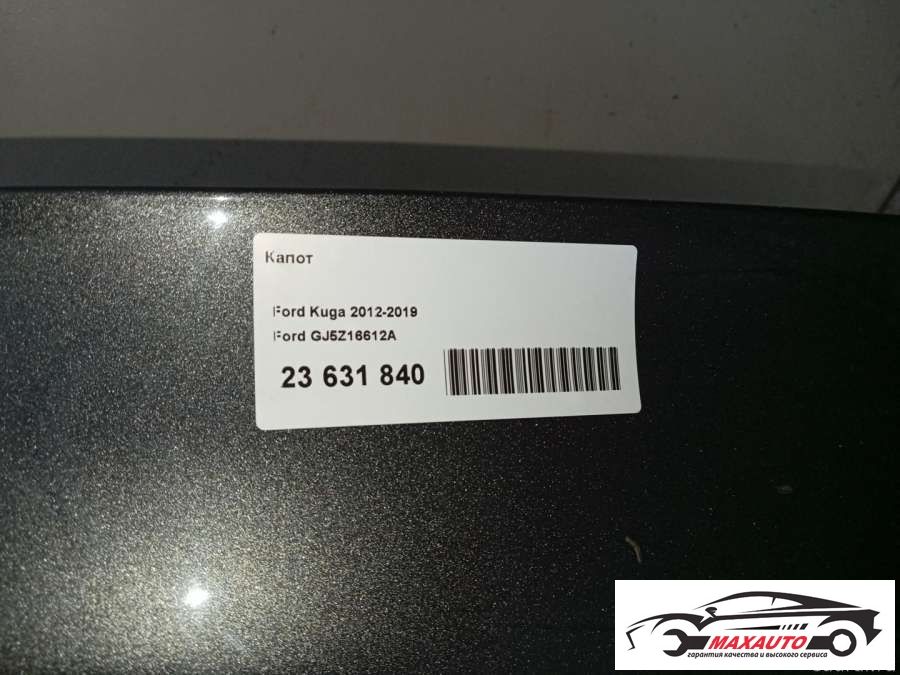 Капот
Ford Kuga 2012-2019
Ford GJ5Z16612A
23 631 840
MAXAUTO
гарантия качества и высокого сервиса